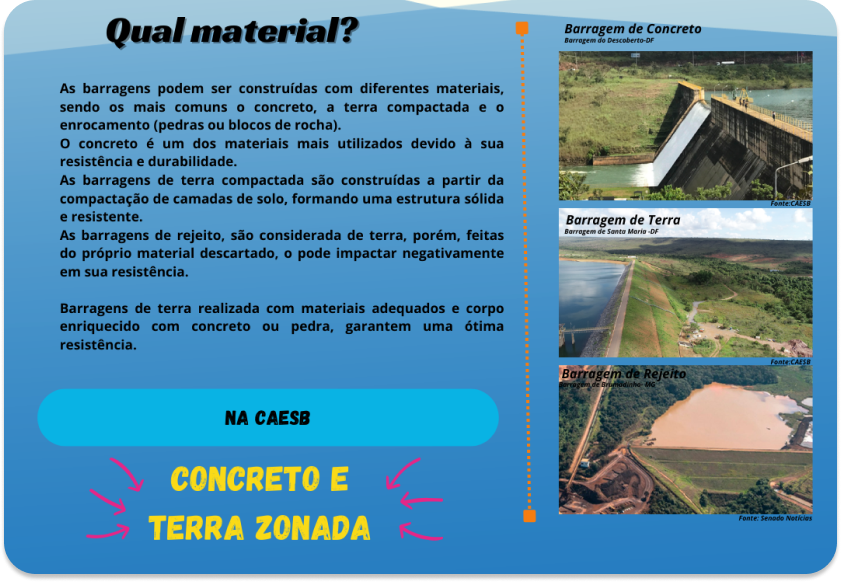 Qual material?
As barragens podem ser construídas com diferentes materiais,
sendo os mais comuns o concreto, a terra compactada e o
enrocamento (pedras ou blocos de rocha).
O concreto é um dos materiais mais utilizados devido à sua
resistência e durabilidade.
As barragens de terra compactada são construídas a partir da
compactação de camadas de solo, formando uma estrutura sólida
e resistente.
As barragens de rejeito, são considerada de terra, porém, feitas
do próprio material descartado, o pode impactar negativamente
em sua resistência.
Barragens de terra realizada com materiais adequados e corpo
enriquecido com concreto ou pedra, garantem uma ótima
resistência.
NA CAESB
CONCRETO E
TERRA ZONADA
Barragem de Concreto
Barragem do Descoberto-DF
Fonte:CAESB
Barragem de Terra
Barragem de Santa Maria -DF
Fonte:CAESB
Barragem de Rejeito
Barragem de Brumadinho- MG
Fonte: Senado Notícias